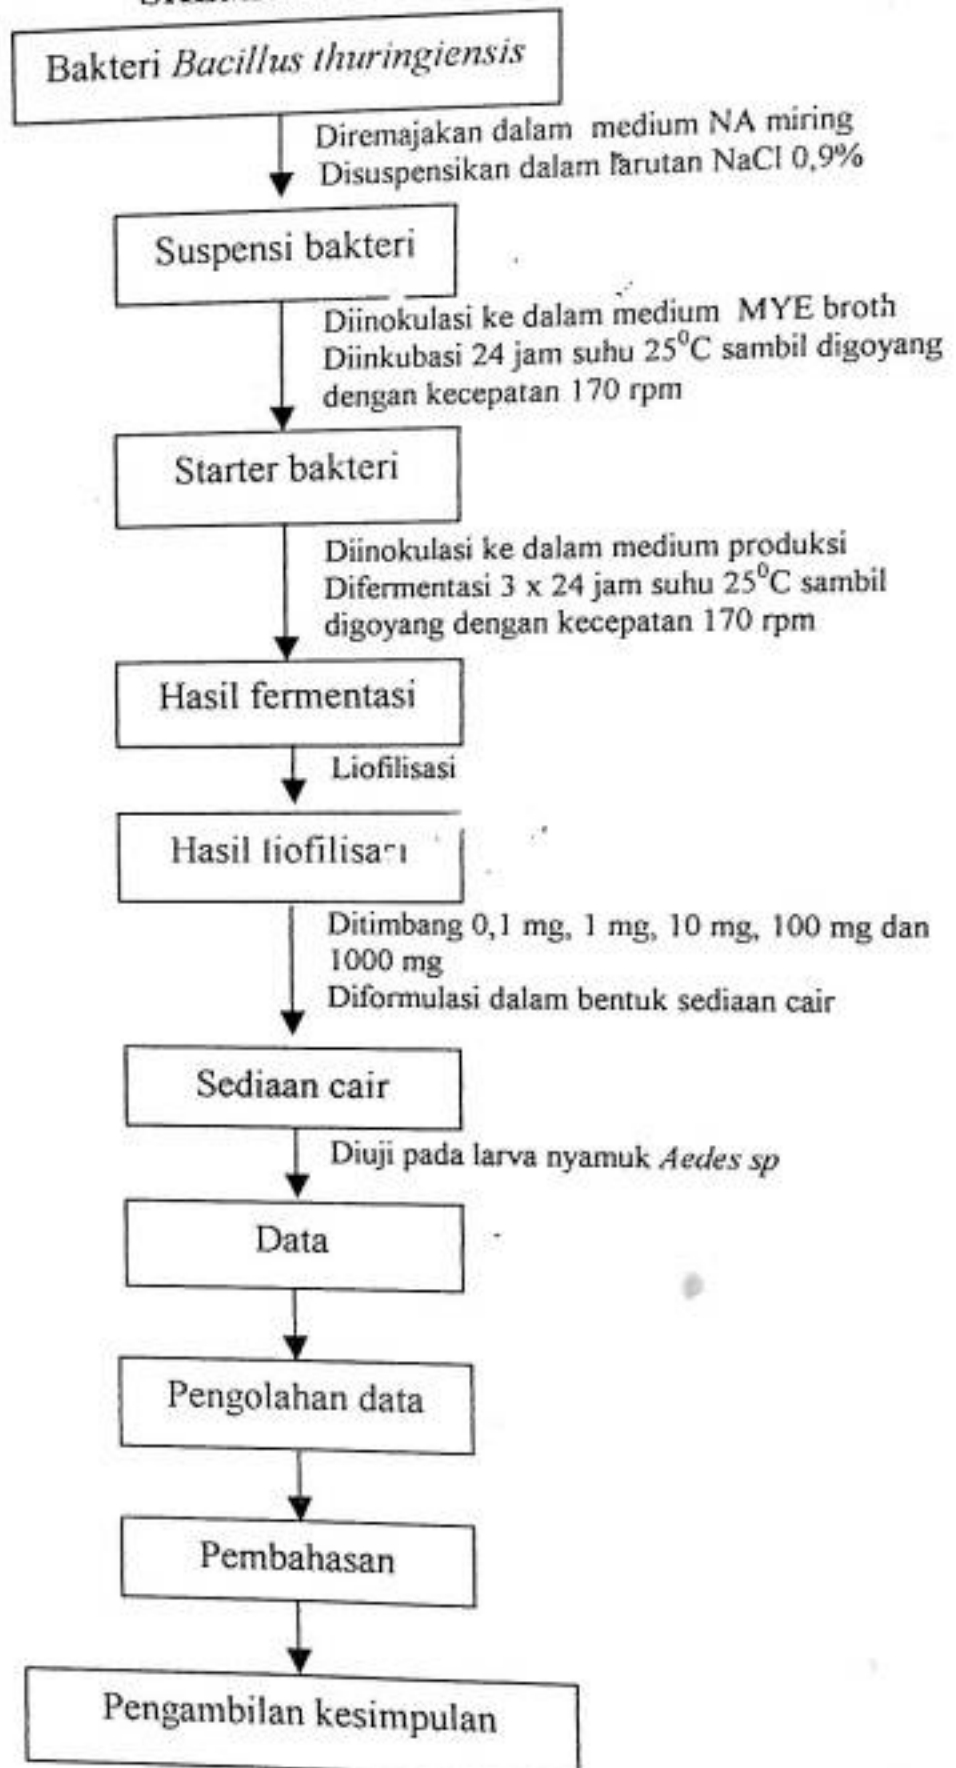 Bakteri Bacillus thuringiensis
Diremajakan dalam medium NA miring
Disuspensikan dalam larutan NaCl 0,9%
Suspensi bakteri
Diinokulasi ke dalam medium MYE broth
Diinkubasi 24 jam suhu 25⁰C sambil digoyang
dengan kecepatan 170 rpm
Starter bakteri
Diinokulasi ke dalam medium produksi
Difermentasi 3 x 24 jam suhu 25⁰C sambil
digoyang dengan kecepatan 170 rpm
Hasil fermentasi
Liofilisasi
Hasil liofilisasi
Ditimbang 0,1 mg, 1 mg, 10 mg, 100 mg dan
1000 mg
Diformulasi dalam bentuk sediaan cair
Sediaan cair
Diuji pada larva nyamuk Aedes sp
Data
Pengolahan data
Pembahasan
Pengambilan kesimpulan